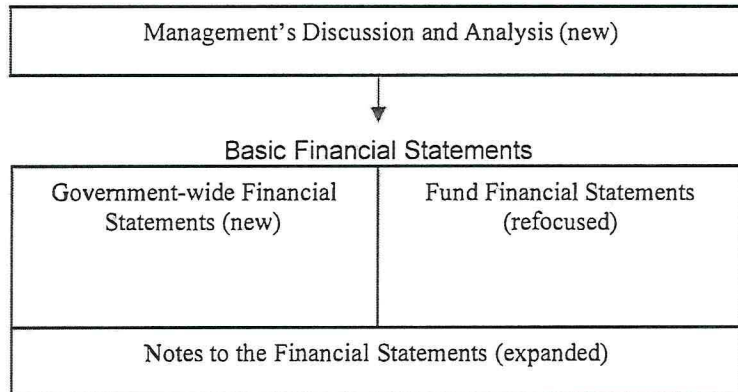 Management's Discussion and Analysis (new)
Basic Financial Statements
Government-wide Financial
Statements (new)
Fund Financial Statements
(refocused)
Notes to the Financial Statements (expanded)